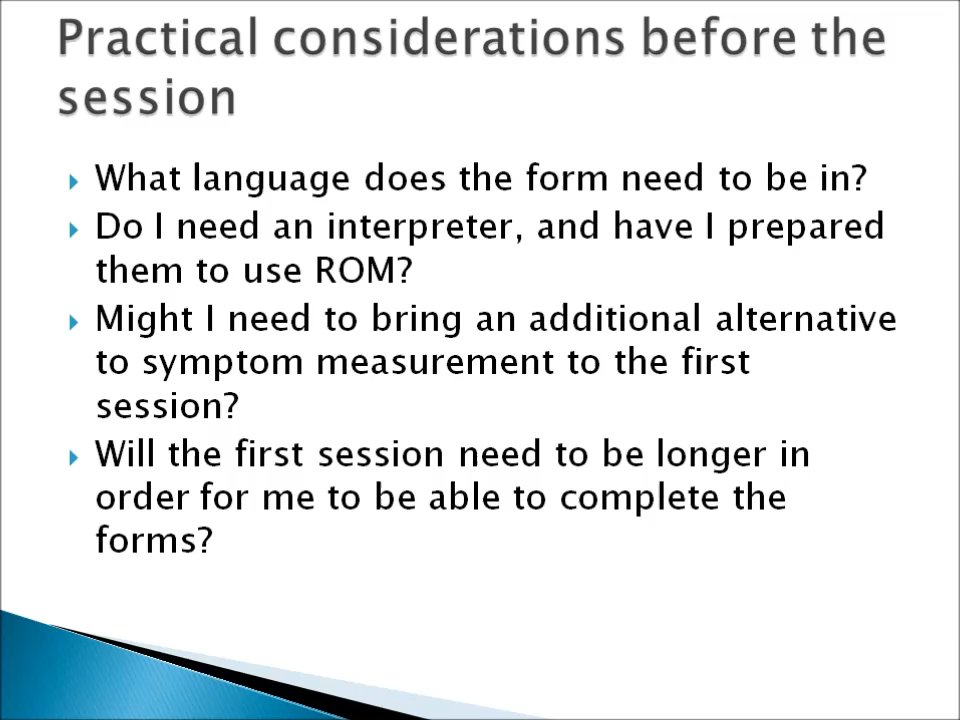 Practical considerations before the
session
What language does the form need to be in?
Do I need an interpreter, and have I prepared
them to use ROM?
Might I need to bring an additional alternative
to symptom measurement to the first
session?
Will the first session need to be longer in
order for me to be able to complete the
forms?